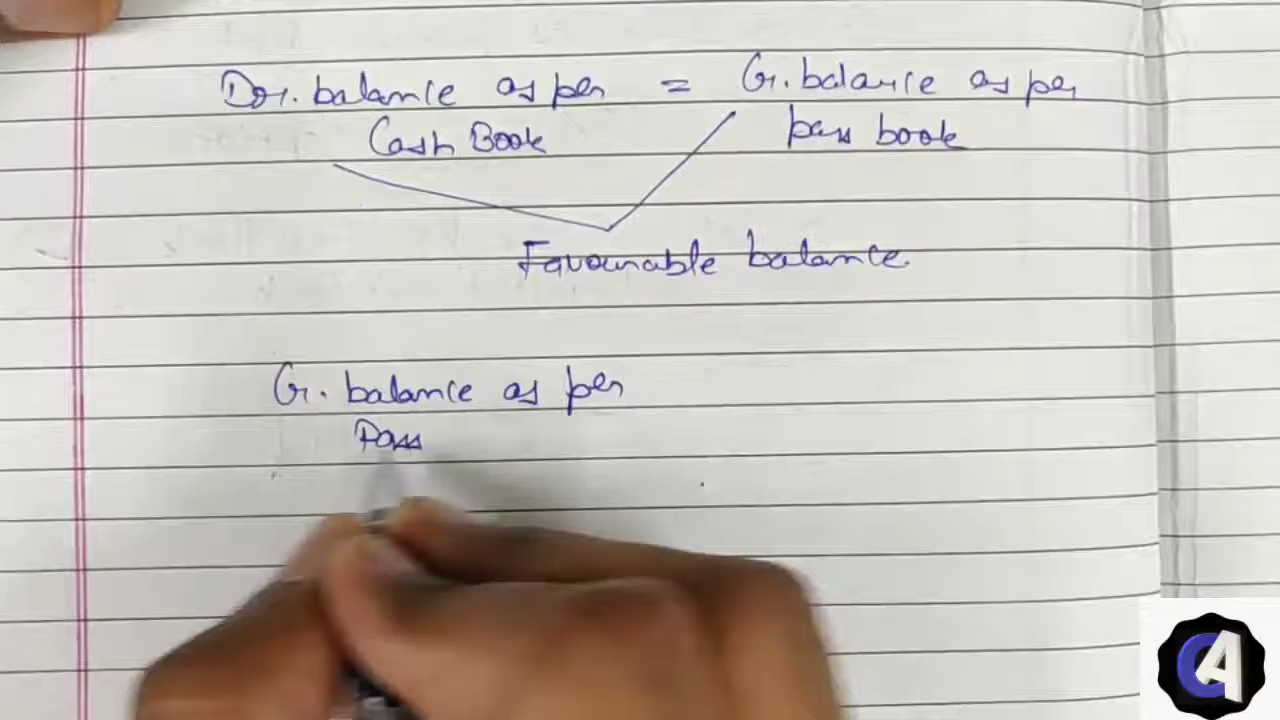 Dr. balance as per = Cr. balance as per
Cash Book pass book
Favourable balance.
Cr. balance as per
Pass
CA